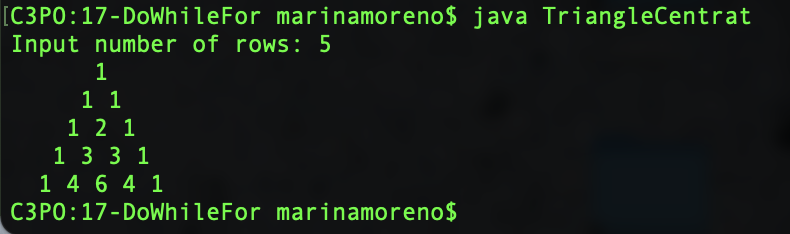 [C3PO:17-DoWhileFor marinamoreno$ java TriangleCentrat
Input number of rows: 5
      1
     1 1
    1 2 1
   1 3 3 1
  1 4 6 4 1
C3PO:17-DoWhileFor marinamoreno$